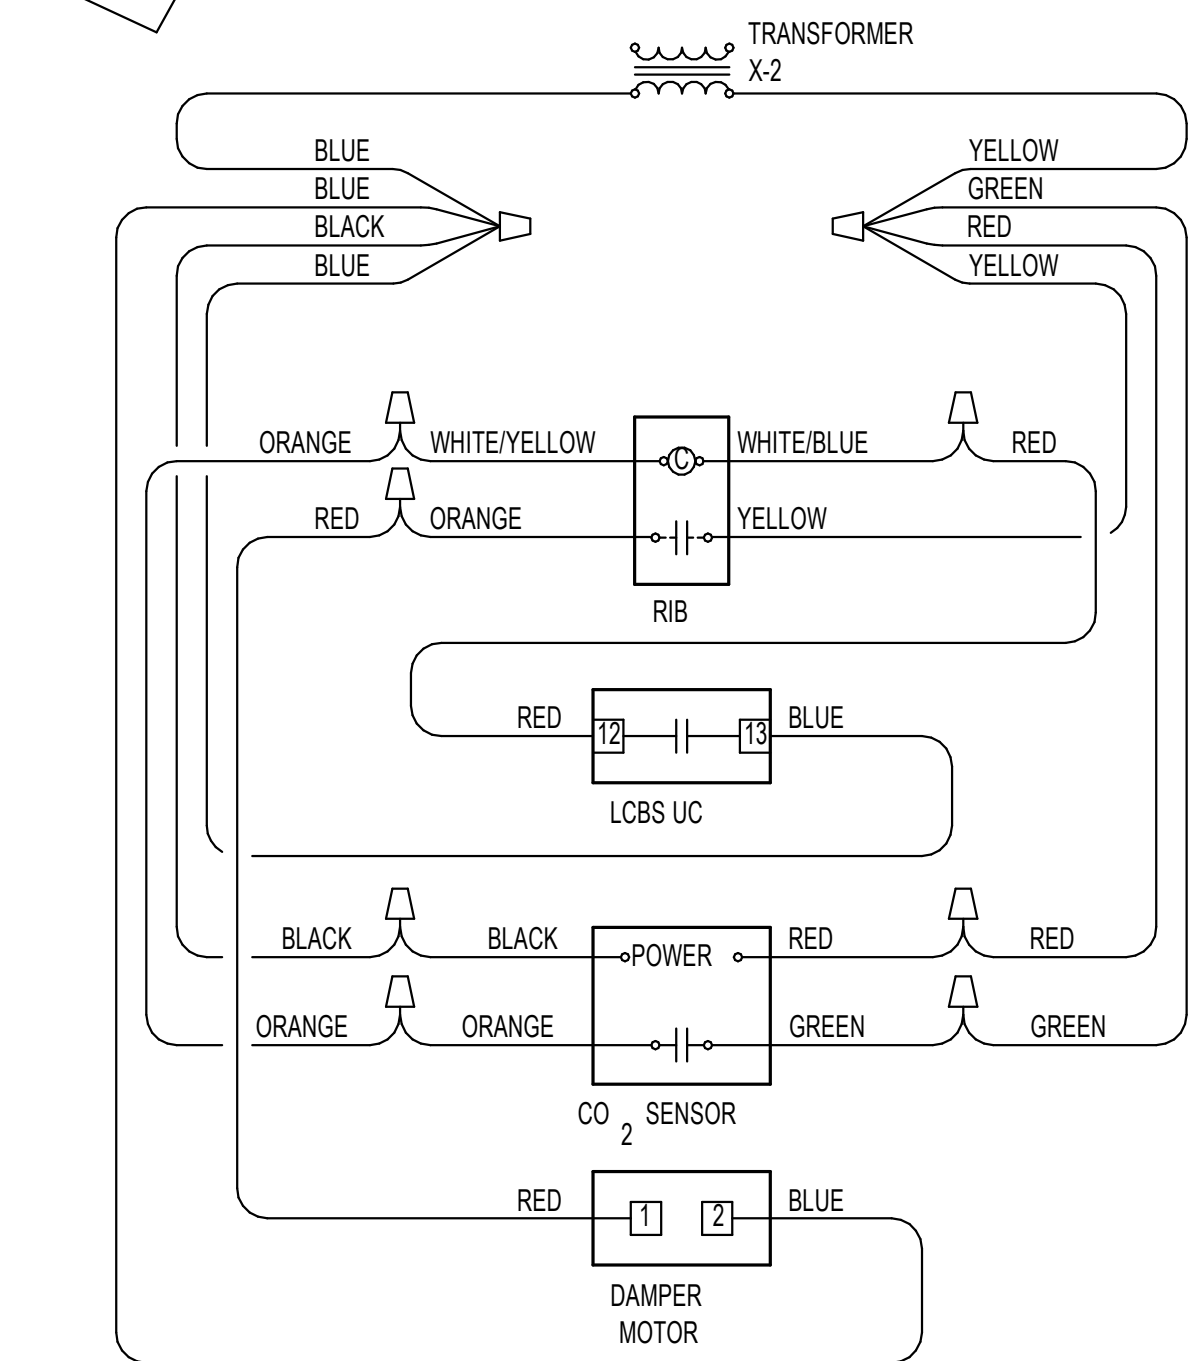 TRANSFORMER
X-2
BLUE YELLOW
BLUE GREEN
BLACK RED
BLUE YELLOW
ORANGE WHITE/YELLOW C WHITE/BLUE RED
RED ORANGE YELLOW
RIB
RED 12 13 BLUE
LCBS UC
BLACK BLACK POWER RED RED
ORANGE ORANGE GREEN GREEN
CO 2 SENSOR
RED 1 2 BLUE
DAMPER
MOTOR